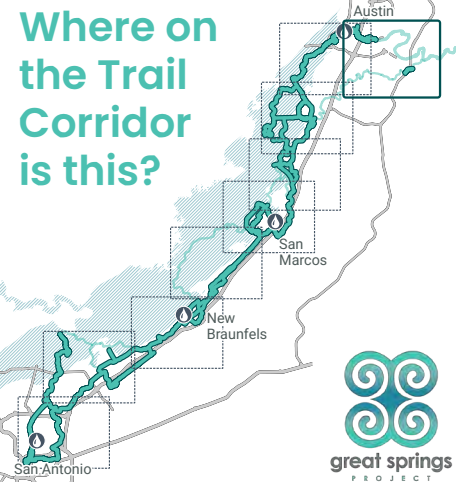 Where on
the Trail
Corridor
is this?
Austin
San
Marcos
New
Braunfels
San Antonio
great springs
PROJECT